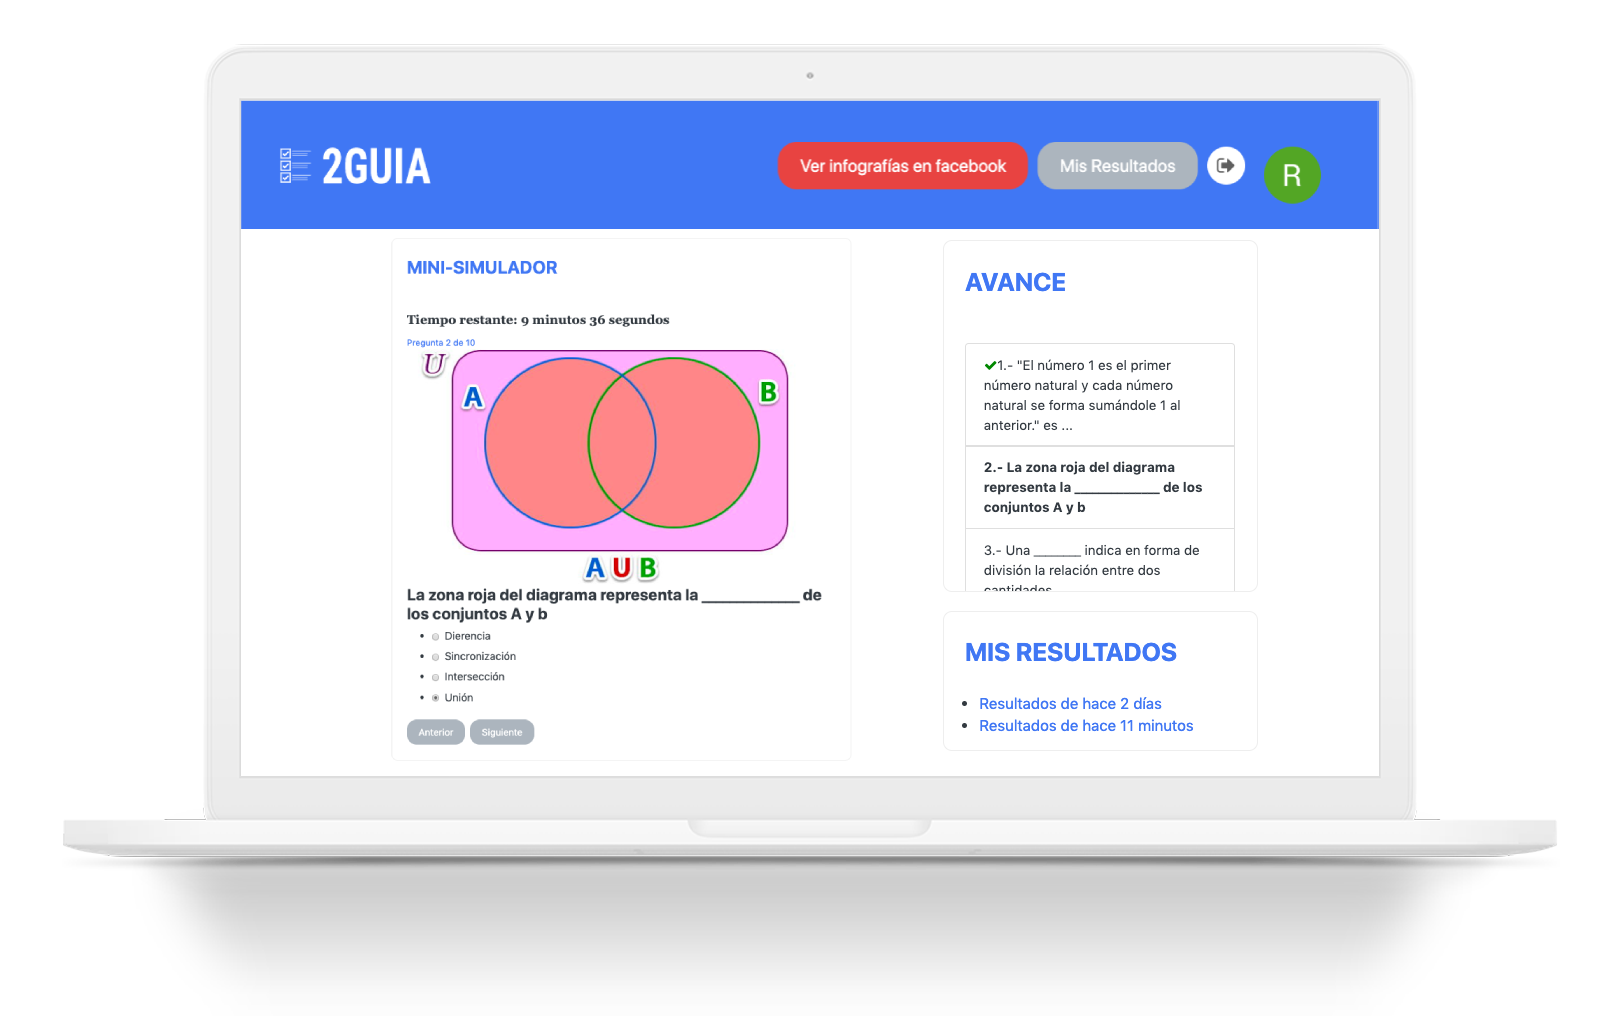 2GUIA
Ver infografías en facebook
Mis Resultados
R
MINI-SIMULADOR
Tiempo restante: 9 minutos 36 segundos
Pregunta 2 de 10
U
A
B
A U B
La zona roja del diagrama representa la ____________ de
los conjuntos A y b
Dierencia
Sincronización
Intersección
Unión
Anterior
Siguiente
AVANCE
1.- "El número 1 es el primer
número natural y cada número
natural se forma sumándole 1 al
anterior." es ...
2.- La zona roja del diagrama
representa la ____________ de los
conjuntos A y b
3.- Una _______ indica en forma de
división la relación entre dos
cantidades
MIS RESULTADOS
Resultados de hace 2 días
Resultados de hace 11 minutos